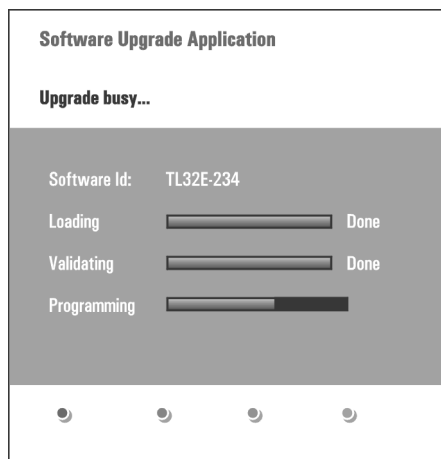 Software Upgrade Application
Upgrade busy...
Software Id: TL32E-234
Loading Done
Validating Done
Programming